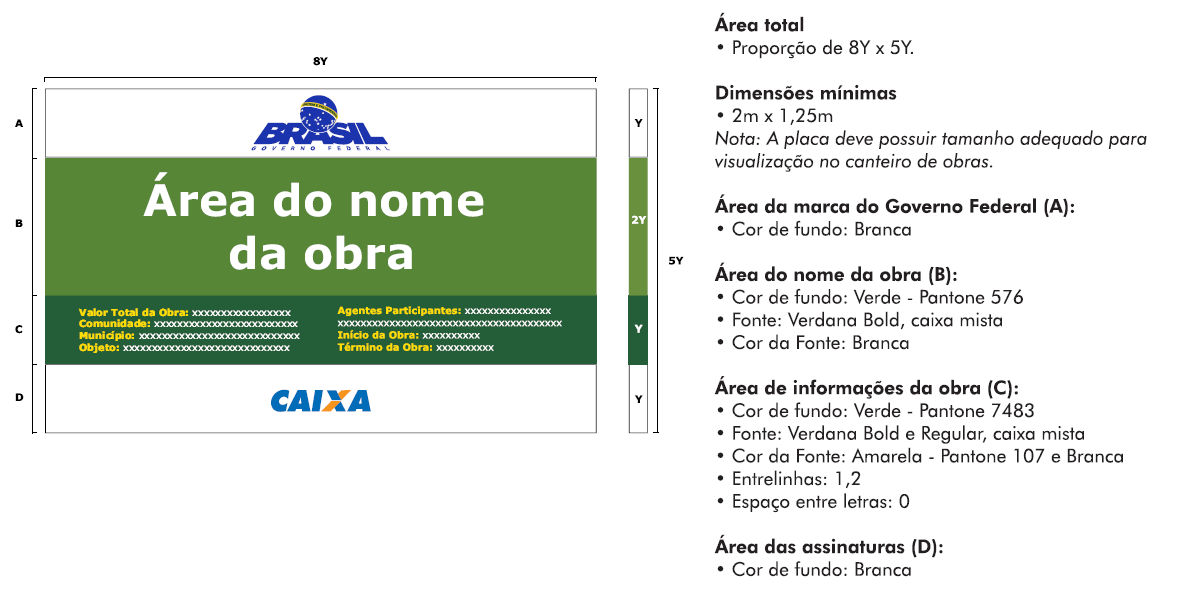 8Y
A
BRASIL
GOVERNO FEDERAL
Y
B
Área do nome
da obra
2Y
5Y
C
Valor Total da Obra: xxxxxxxxxxxxxxxxx
Comunidade: xxxxxxxxxxxxxxxxxxxxxxxxx
Município: xxxxxxxxxxxxxxxxxxxxxxxxxxxx
Objeto: xxxxxxxxxxxxxxxxxxxxxxxxxxxxx
Agentes Participantes: xxxxxxxxxxxxxxx
xxxxxxxxxxxxxxxxxxxxxxxxxxxxxxxxxxxxxxx
Início da Obra: xxxxxxxxxx
Término da Obra: xxxxxxxxxx
Y
D
CAIXA
Y
Área total
• Proporção de 8Y x 5Y.
Dimensões mínimas
• 2m x 1,25m
Nota: A placa deve possuir tamanho adequado para
visualização no canteiro de obras.
Área da marca do Governo Federal (A):
• Cor de fundo: Branca
Área do nome da obra (B):
• Cor de fundo: Verde - Pantone 576
• Fonte: Verdana Bold, caixa mista
• Cor da Fonte: Branca
Área de informações da obra (C):
• Cor de fundo: Verde - Pantone 7483
• Fonte: Verdana Bold e Regular, caixa mista
• Cor da Fonte: Amarela - Pantone 107 e Branca
• Entrelinhas: 1,2
• Espaço entre letras: 0
Área das assinaturas (D):
• Cor de fundo: Branca